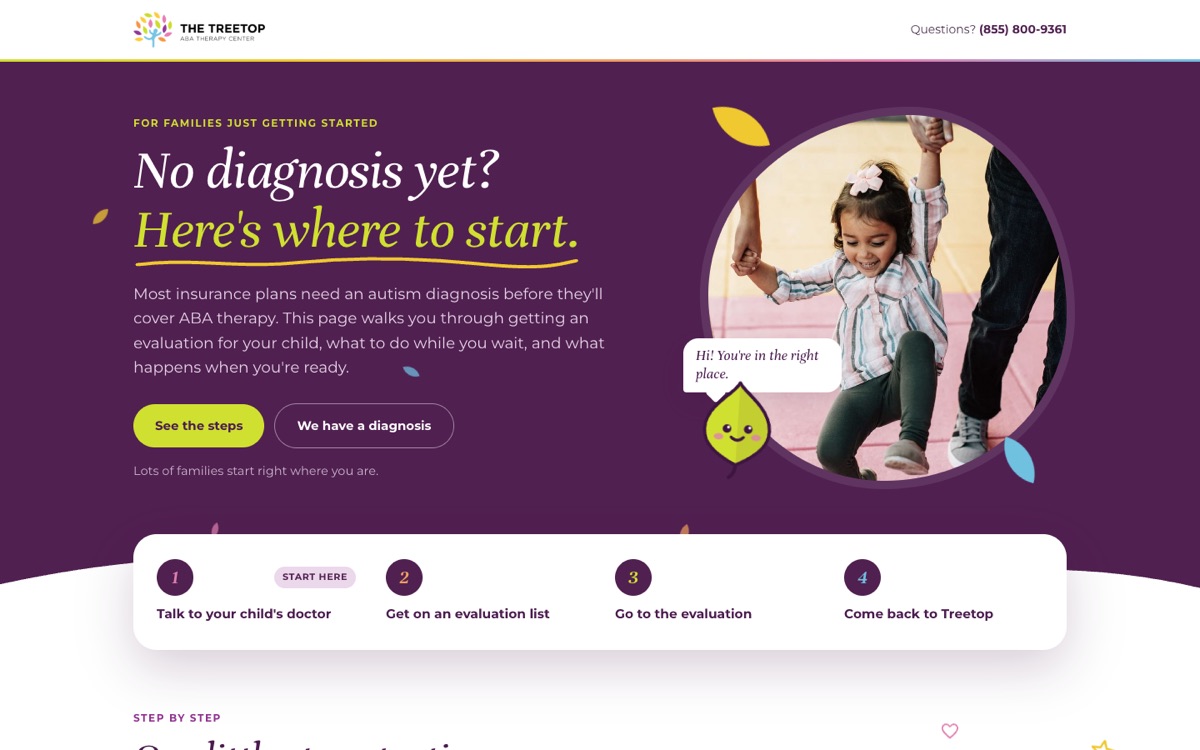 THE TREETOP
ABA THERAPY CENTER
Questions? (855) 800-9361
FOR FAMILIES JUST GETTING STARTED
No diagnosis yet?
Here's where to start.
Most insurance plans need an autism diagnosis before they'll
cover ABA therapy. This page walks you through getting an
evaluation for your child, what to do while you wait, and what
happens when you're ready.
See the steps
We have a diagnosis
Lots of families start right where you are.
Hi! You're in the right
place.
1
START HERE
Talk to your child's doctor
2
Get on an evaluation list
3
Go to the evaluation
4
Come back to Treetop
STEP BY STEP